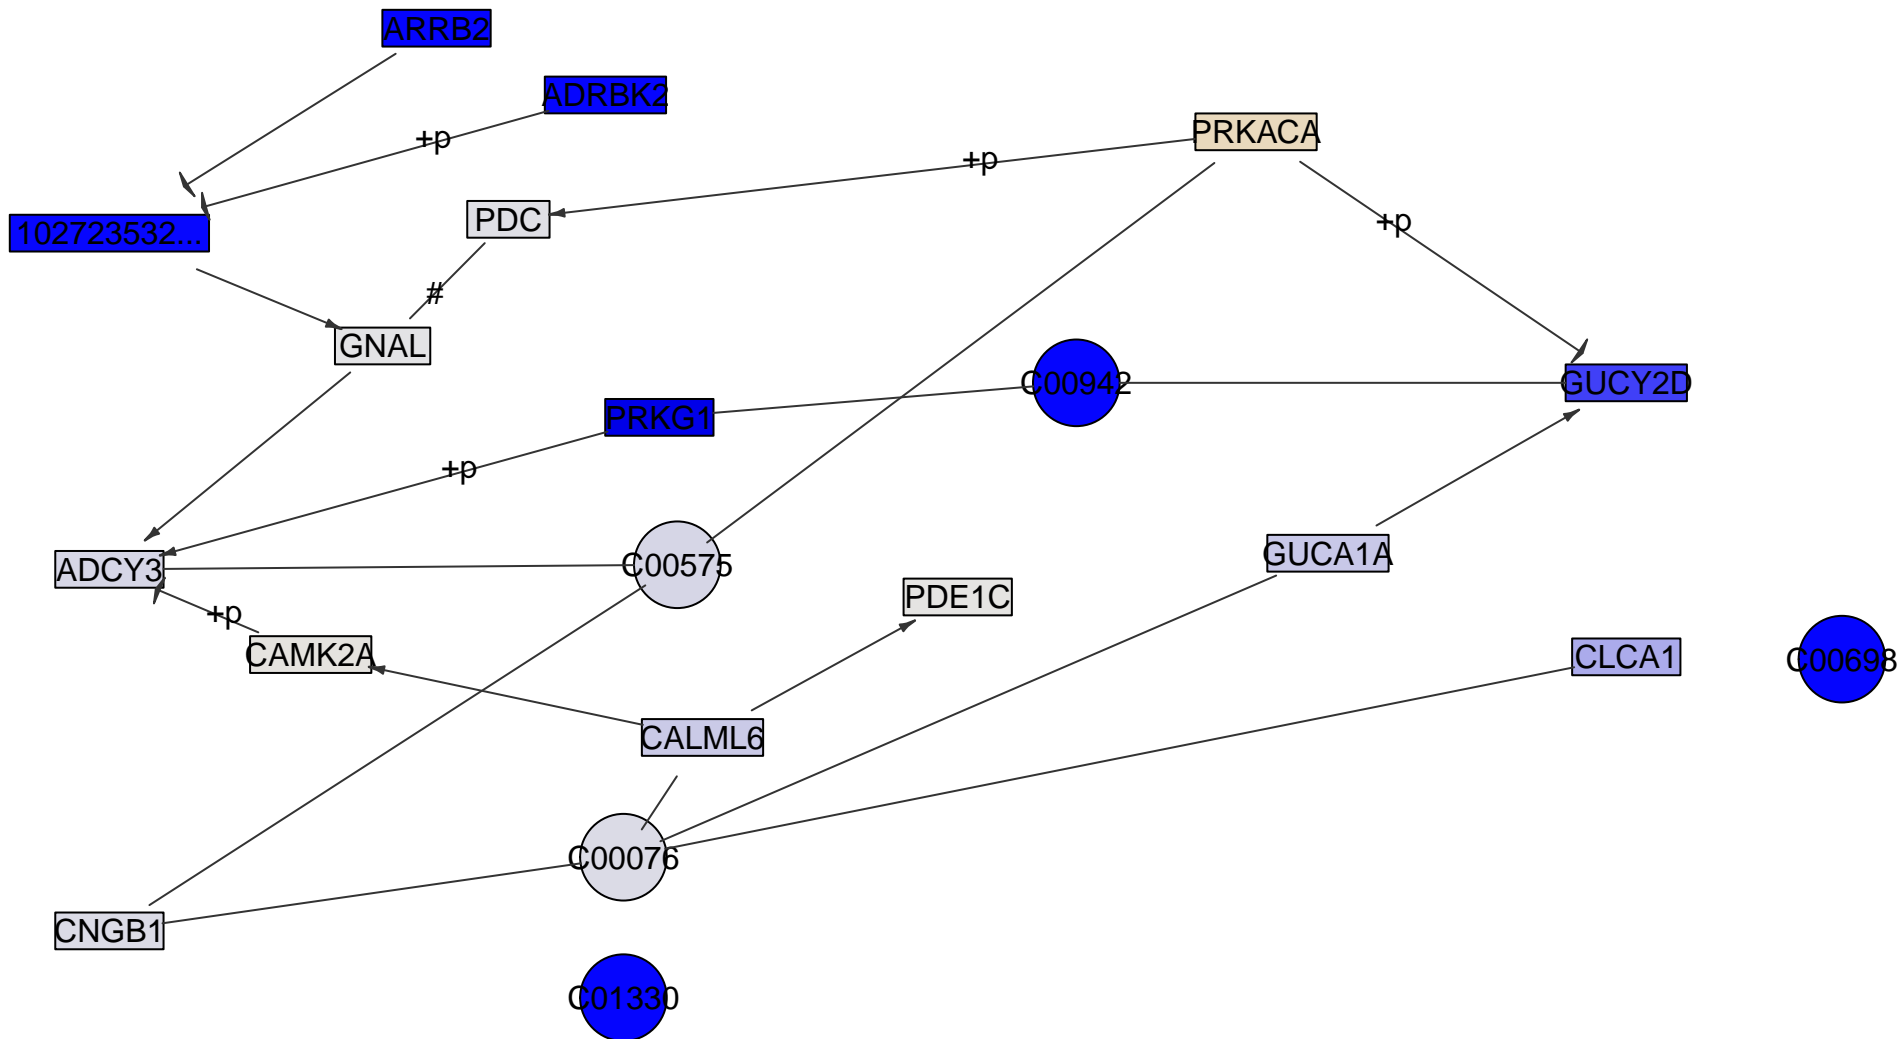 ARRB2
ADRBK2
PRKACA
+p
+p
PDC
+p
102723532...
#
GNAL
C00942
GUCY2D
PRKG1
+p
GUCA1A
C00575
ADCY3
PDE1C
+p
CAMK2A
CLCA1
C00698
CALML6
C00076
CNGB1
C01330